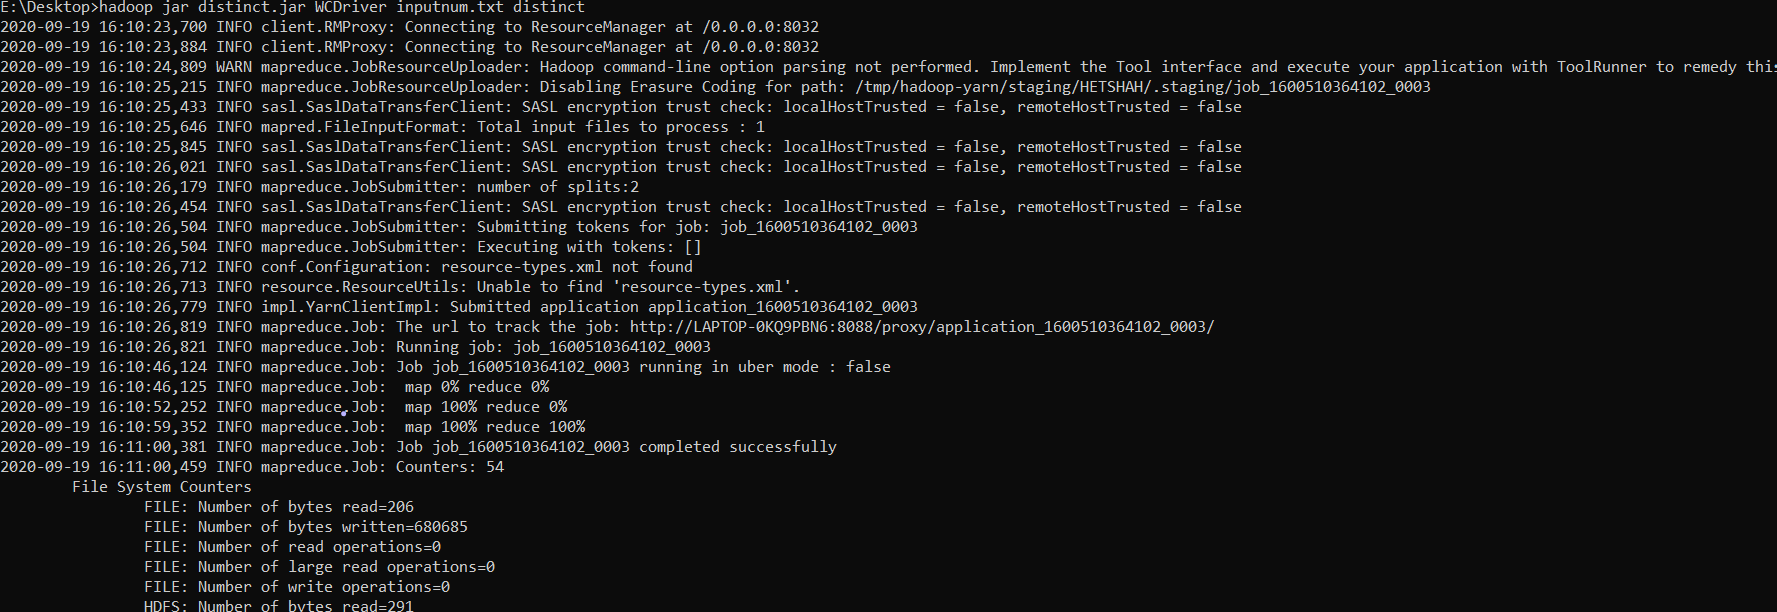 E:\Desktop>hadoop jar distinct.jar WCDriver inputnum.txt distinct
2020-09-19 16:10:23,700 INFO client.RMProxy: Connecting to ResourceManager at /0.0.0.0:8032
2020-09-19 16:10:23,884 INFO client.RMProxy: Connecting to ResourceManager at /0.0.0.0:8032
2020-09-19 16:10:24,809 WARN mapreduce.JobResourceUploader: Hadoop command-line option parsing not performed. Implement the Tool interface and execute your application with ToolRunner to remedy this
2020-09-19 16:10:25,215 INFO mapreduce.JobResourceUploader: Disabling Erasure Coding for path: /tmp/hadoop-yarn/staging/HETSHAH/.staging/job_1600510364102_0003
2020-09-19 16:10:25,433 INFO sasl.SaslDataTransferClient: SASL encryption trust check: localHostTrusted = false, remoteHostTrusted = false
2020-09-19 16:10:25,646 INFO mapred.FileInputFormat: Total input files to process : 1
2020-09-19 16:10:25,845 INFO sasl.SaslDataTransferClient: SASL encryption trust check: localHostTrusted = false, remoteHostTrusted = false
2020-09-19 16:10:26,021 INFO sasl.SaslDataTransferClient: SASL encryption trust check: localHostTrusted = false, remoteHostTrusted = false
2020-09-19 16:10:26,179 INFO mapreduce.JobSubmitter: number of splits:2
2020-09-19 16:10:26,454 INFO sasl.SaslDataTransferClient: SASL encryption trust check: localHostTrusted = false, remoteHostTrusted = false
2020-09-19 16:10:26,504 INFO mapreduce.JobSubmitter: Submitting tokens for job: job_1600510364102_0003
2020-09-19 16:10:26,504 INFO mapreduce.JobSubmitter: Executing with tokens: []
2020-09-19 16:10:26,712 INFO conf.Configuration: resource-types.xml not found
2020-09-19 16:10:26,713 INFO resource.ResourceUtils: Unable to find 'resource-types.xml'.
2020-09-19 16:10:26,779 INFO impl.YarnClientImpl: Submitted application application_1600510364102_0003
2020-09-19 16:10:26,819 INFO mapreduce.Job: The url to track the job: http://LAPTOP-0KQ9PBN6:8088/proxy/application_1600510364102_0003/
2020-09-19 16:10:26,821 INFO mapreduce.Job: Running job: job_1600510364102_0003
2020-09-19 16:10:46,124 INFO mapreduce.Job: Job job_1600510364102_0003 running in uber mode : false
2020-09-19 16:10:46,125 INFO mapreduce.Job:  map 0% reduce 0%
2020-09-19 16:10:52,252 INFO mapreduce.Job:  map 100% reduce 0%
2020-09-19 16:10:59,352 INFO mapreduce.Job:  map 100% reduce 100%
2020-09-19 16:11:00,381 INFO mapreduce.Job: Job job_1600510364102_0003 completed successfully
2020-09-19 16:11:00,459 INFO mapreduce.Job: Counters: 54
File System Counters
FILE: Number of bytes read=206
FILE: Number of bytes written=680685
FILE: Number of read operations=0
FILE: Number of large read operations=0
FILE: Number of write operations=0
HDFS: Number of bytes read=291